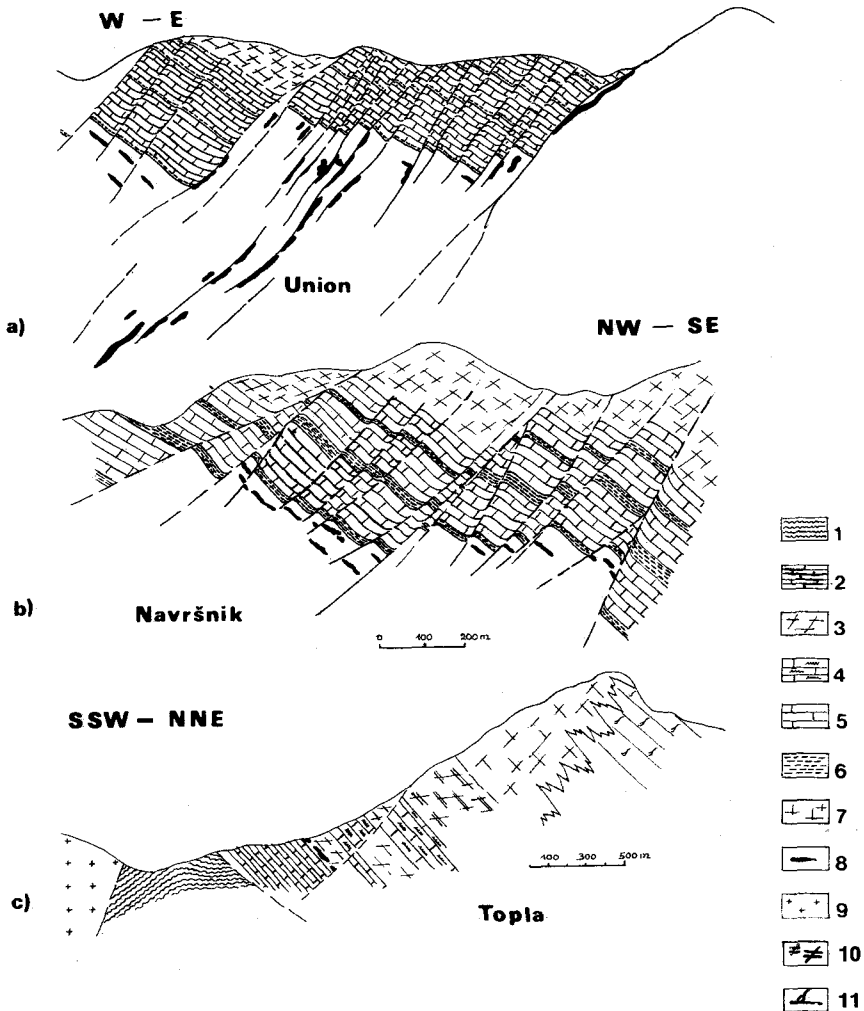 W – E
Union
a)
NW – SE
b)
Navršnik
0 100 200 m
SSW – NNE
100 300 500 m
c)
Topla
1
2
3
4
5
6
7
8
9
10
11